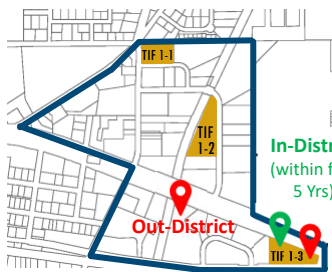 TIF 1-1
TIF
1-2
In-Distri
(within f
5 Yrs)
Out-District
TIF 1-3